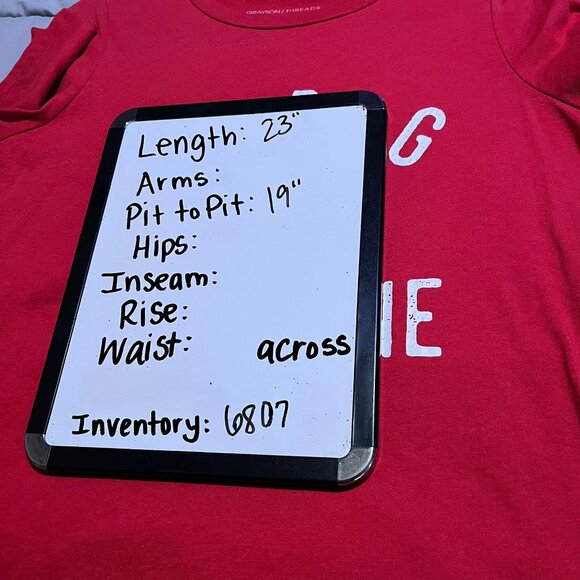 GRAYSON/THREADS
G
Length: 23"
Arms:
Pit to Pit: 19"
Hips:
Inseam:
Rise:
Waist: across
Inventory: 6807